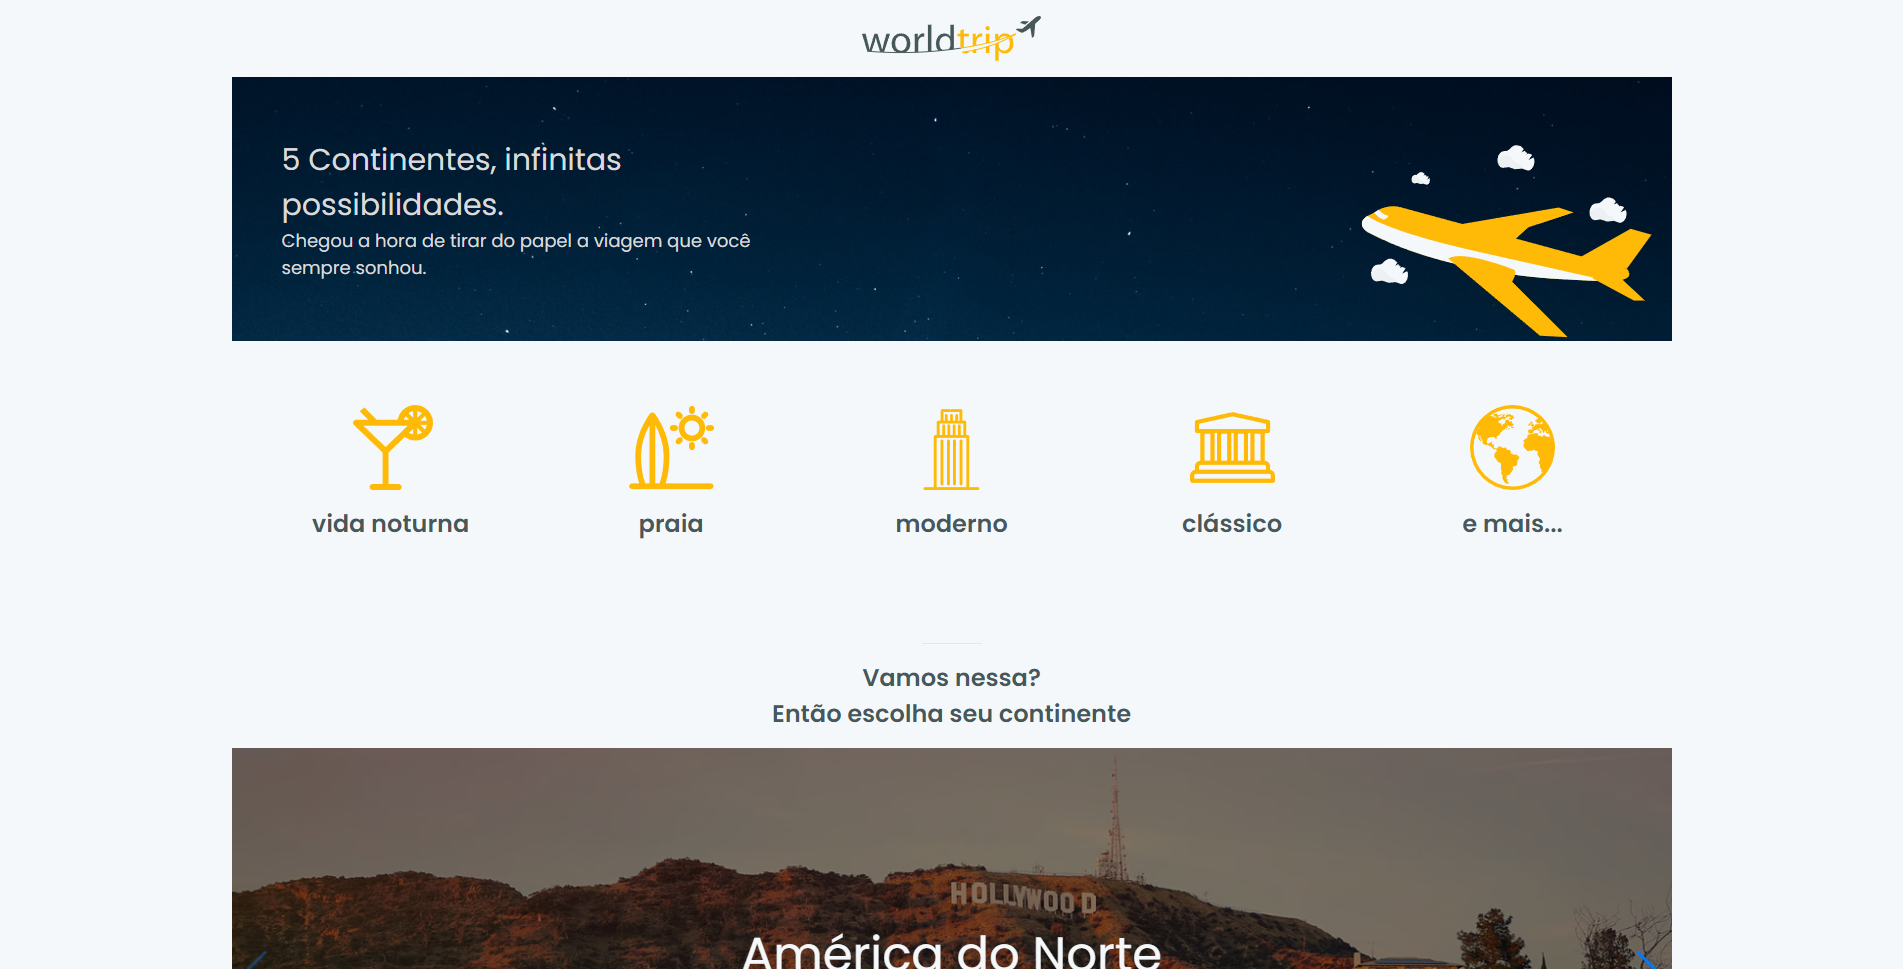 worldtrip
5 Continentes, infinitas
possibilidades.
Chegou a hora de tirar do papel a viagem que você
sempre sonhou.
vida noturna
praia
moderno
clássico
e mais...
Vamos nessa?
Então escolha seu continente
HOLLYWOOD
América do Norte